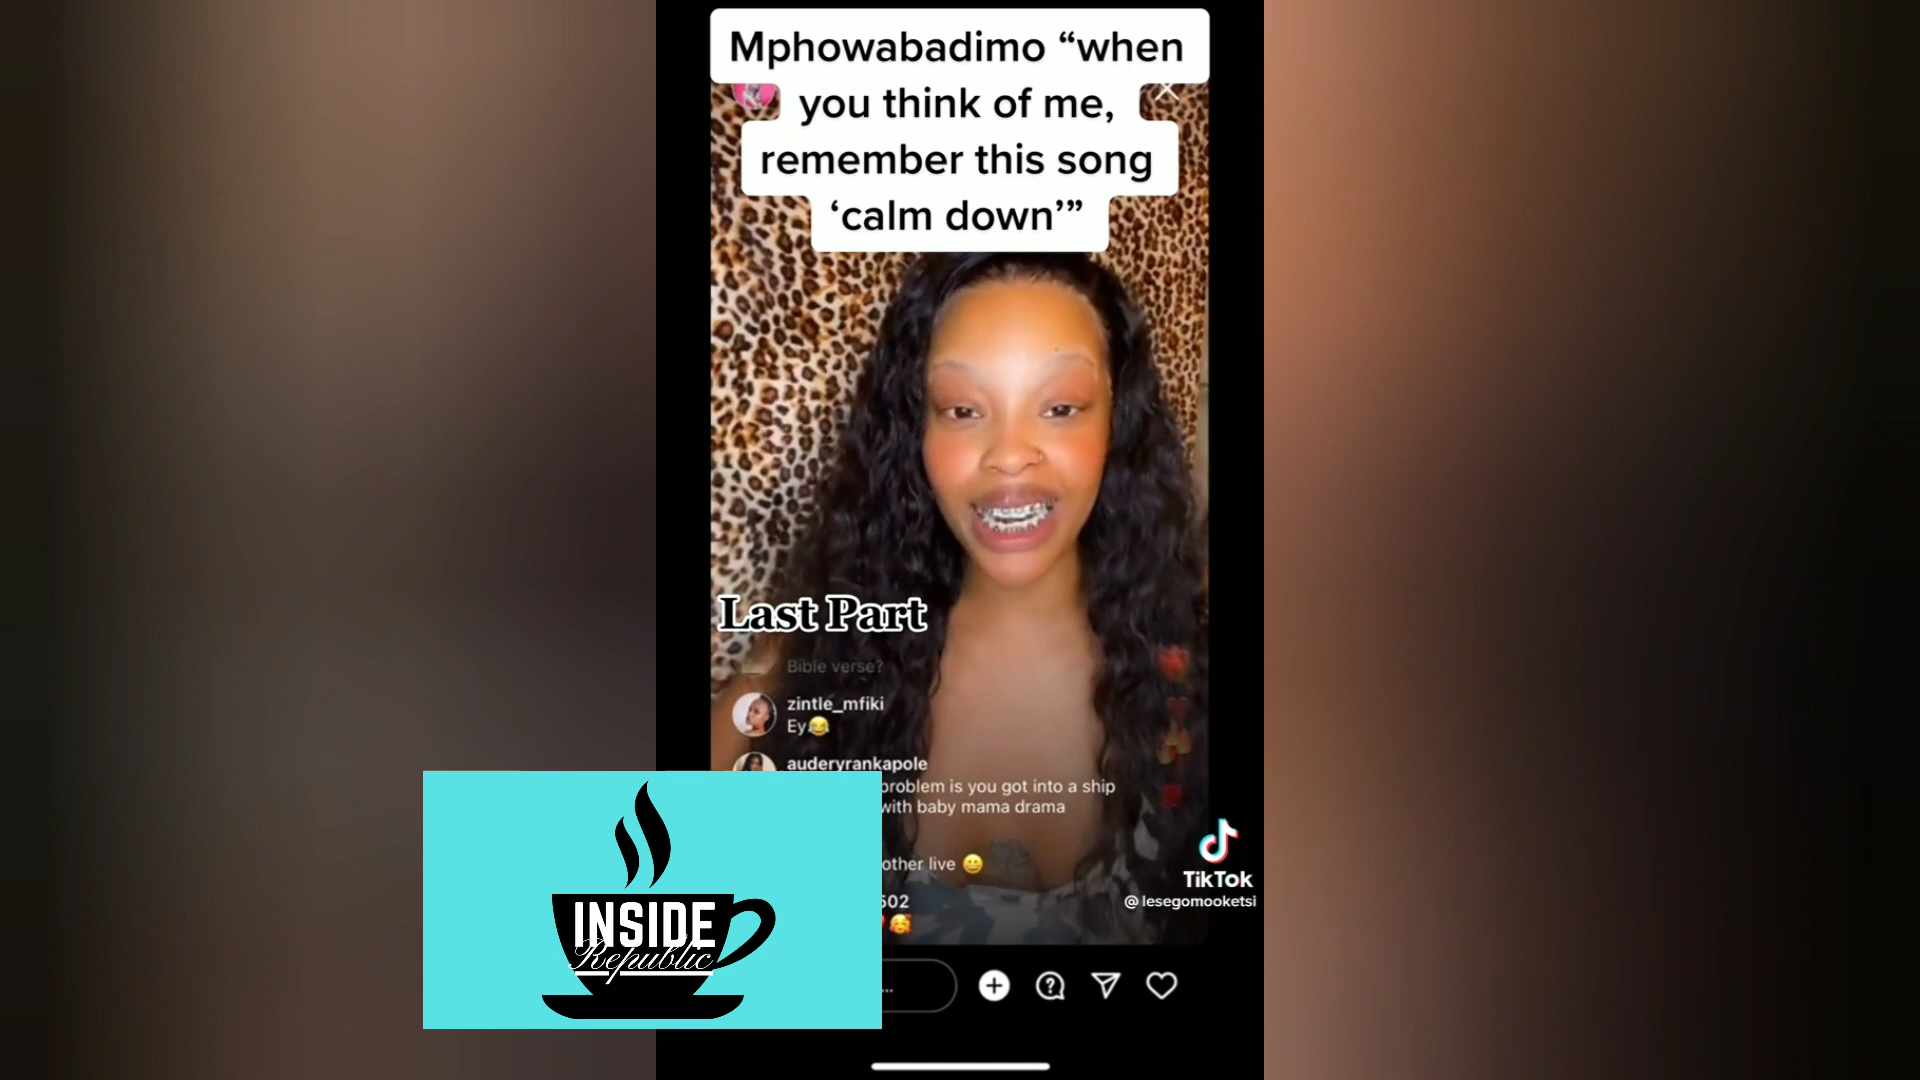 Mphowabadimo “when
you think of me,
remember this song
‘calm down’”
Last Part
Bible verse?
zintle_mfiki
Ey😂
auderyrankapole
problem is you got into a ship
with baby mama drama
other live 😀
502
🥰
...
INSIDE
Republic
TikTok
@lesegomooketsi